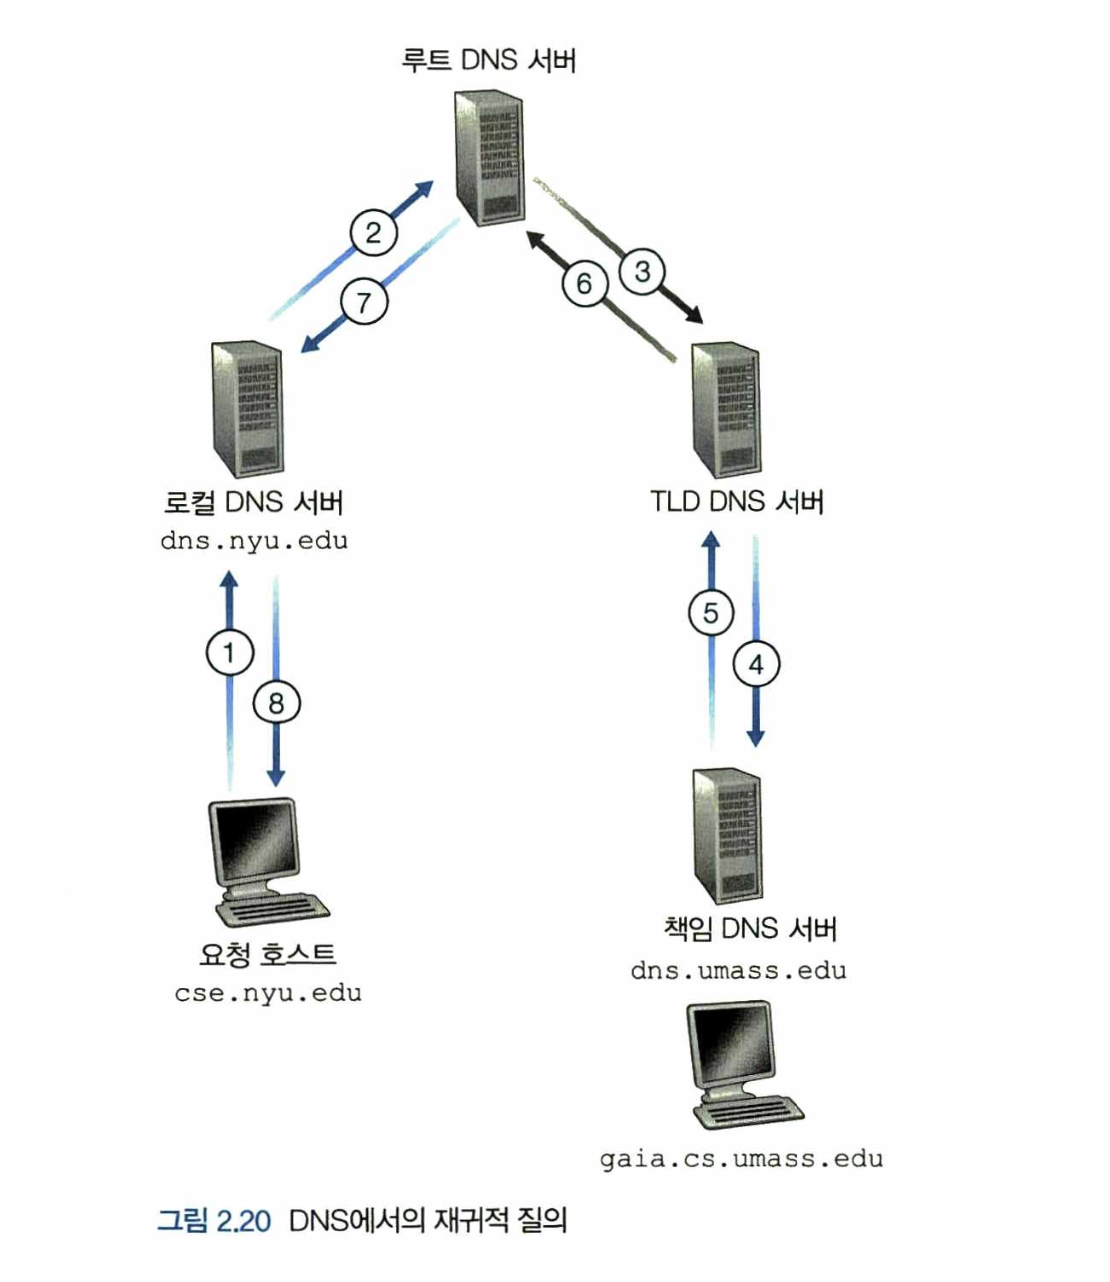 루트 DNS 서버
2
7
3
6
로컬 DNS 서버
dns.nyu.edu
TLD DNS 서버
1
8
5
4
요청 호스트
cse.nyu.edu
책임 DNS 서버
dns.umass.edu
gaia.cs.umass.edu
그림 2.20 DNS에서의 재귀적 질의